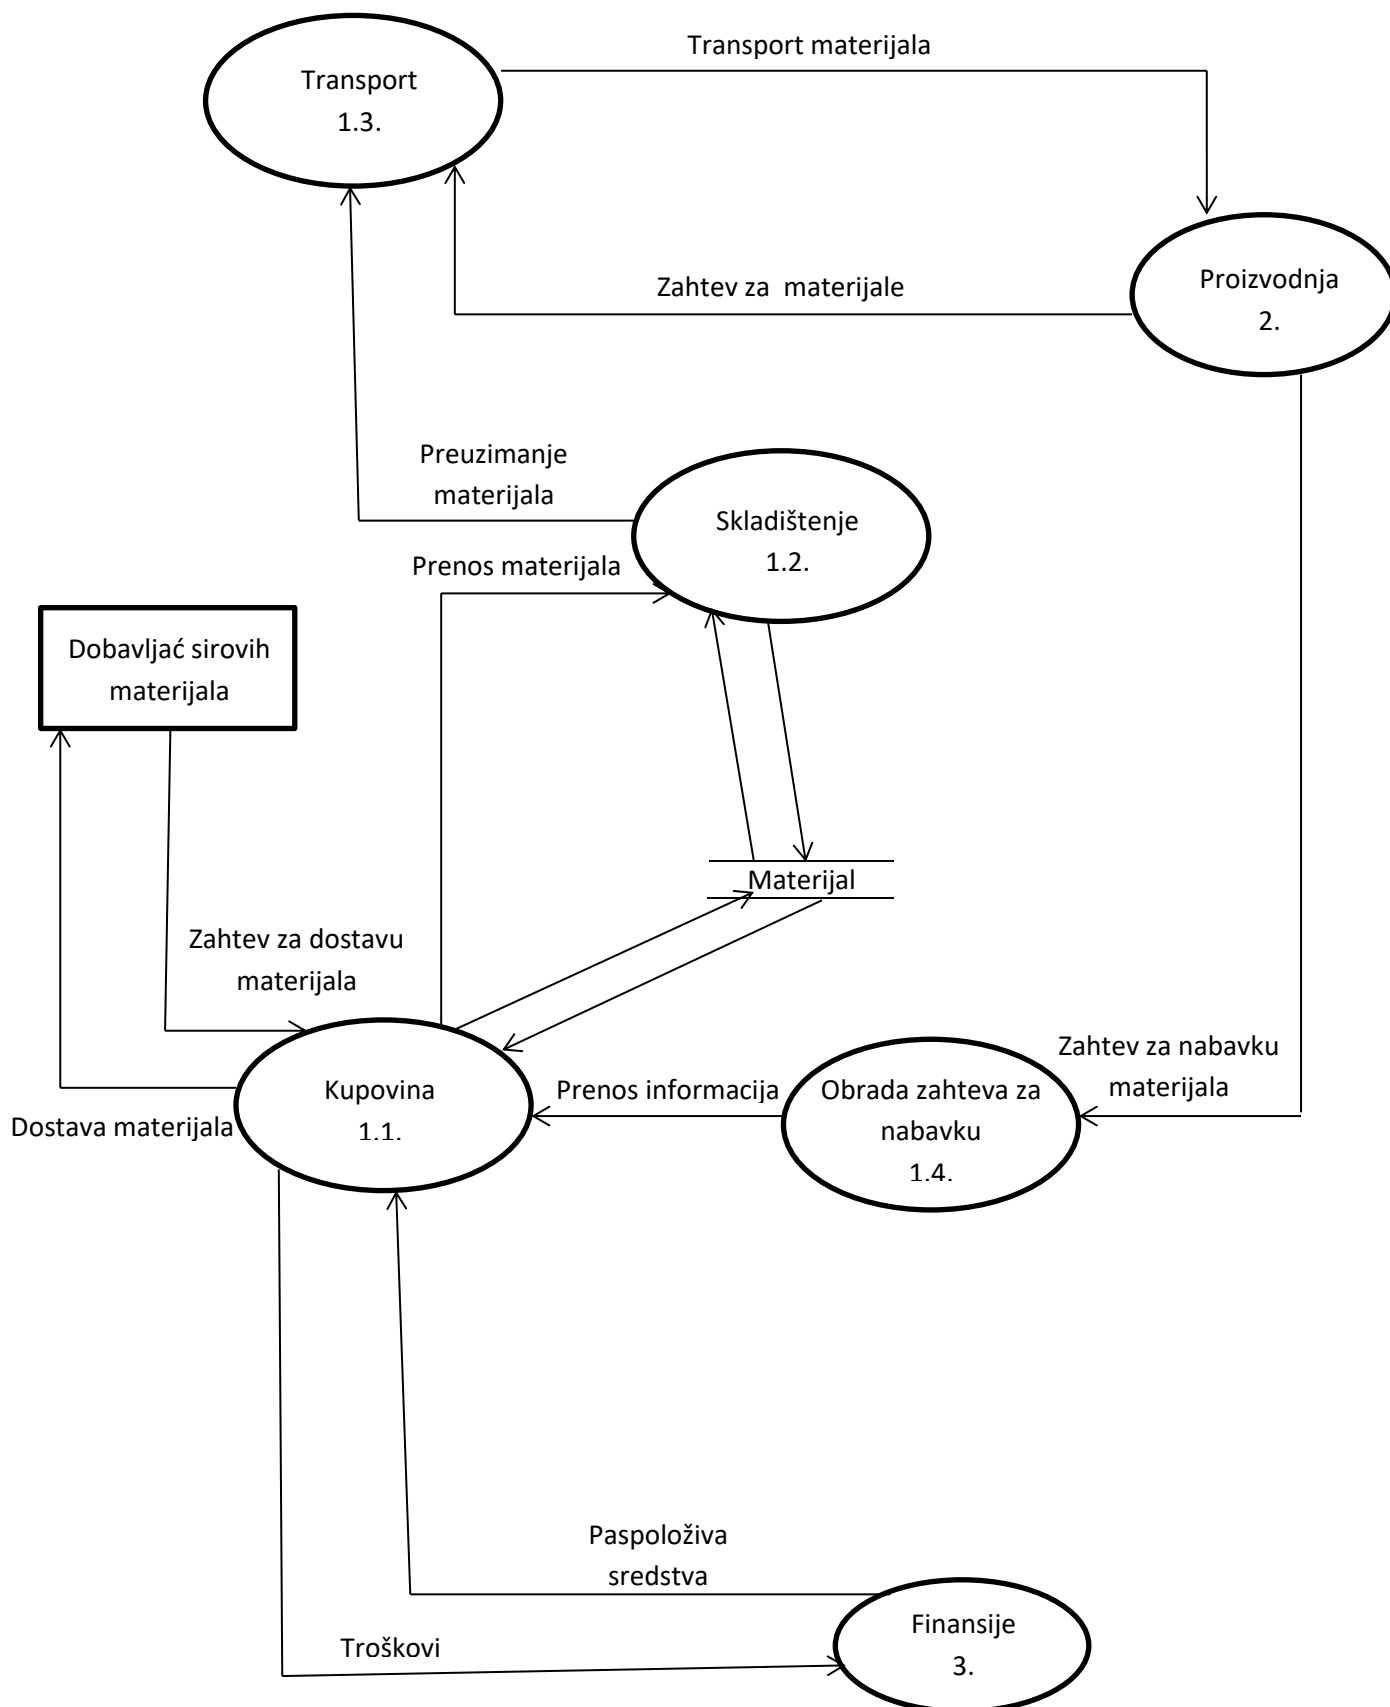 Transport materijala
Transport
1.3.
Proizvodnja
2.
Zahtev za  materijale
Preuzimanje
materijala
Skladištenje
1.2.
Prenos materijala
Dobavljać sirovih
materijala
Materijal
Zahtev za dostavu
materijala
Zahtev za nabavku
materijala
Kupovina
1.1.
Prenos informacija
Obrada zahteva za
nabavku
1.4.
Dostava materijala
Paspoloživa
sredstva
Finansije
3.
Troškovi